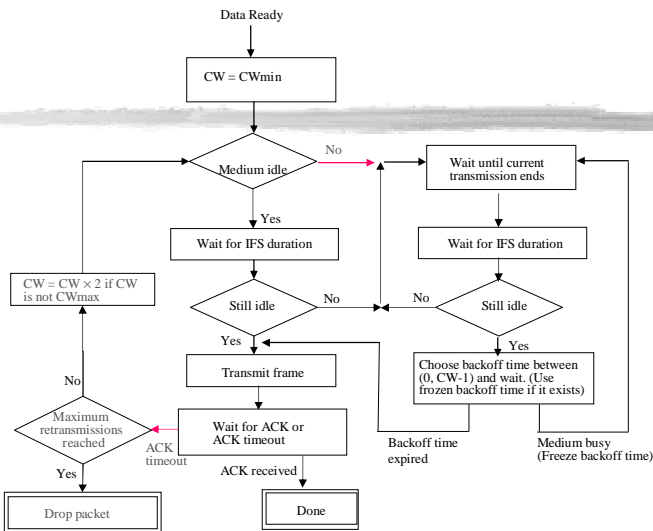 Data Ready
CW = CWmin
Medium idle
No
Wait until current
transmission ends
Yes
Wait for IFS duration
Wait for IFS duration
CW = CW × 2 if CW
is not CWmax
Still idle
No
No
Still idle
Yes
Yes
Transmit frame
Choose backoff time between
(0, CW-1) and wait. (Use
frozen backoff time if it exists)
No
Maximum
retransmissions
reached
Wait for ACK or
ACK timeout
ACK
timeout
Backoff time
expired
Medium busy
(Freeze backoff time)
Yes
ACK received
Drop packet
Done